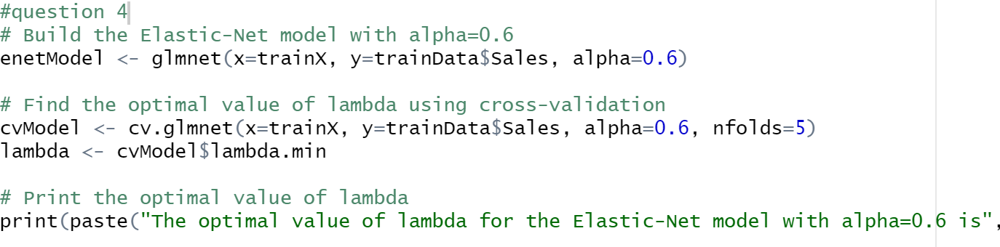 #question 4
# Build the Elastic-Net model with alpha=0.6
enetModel <- glmnet(x=trainX, y=trainData$Sales, alpha=0.6)
# Find the optimal value of lambda using cross-validation
cvModel <- cv.glmnet(x=trainX, y=trainData$Sales, alpha=0.6, nfolds=5)
lambda <- cvModel$lambda.min
# Print the optimal value of lambda
print(paste("The optimal value of lambda for the Elastic-Net model with alpha=0.6 is",